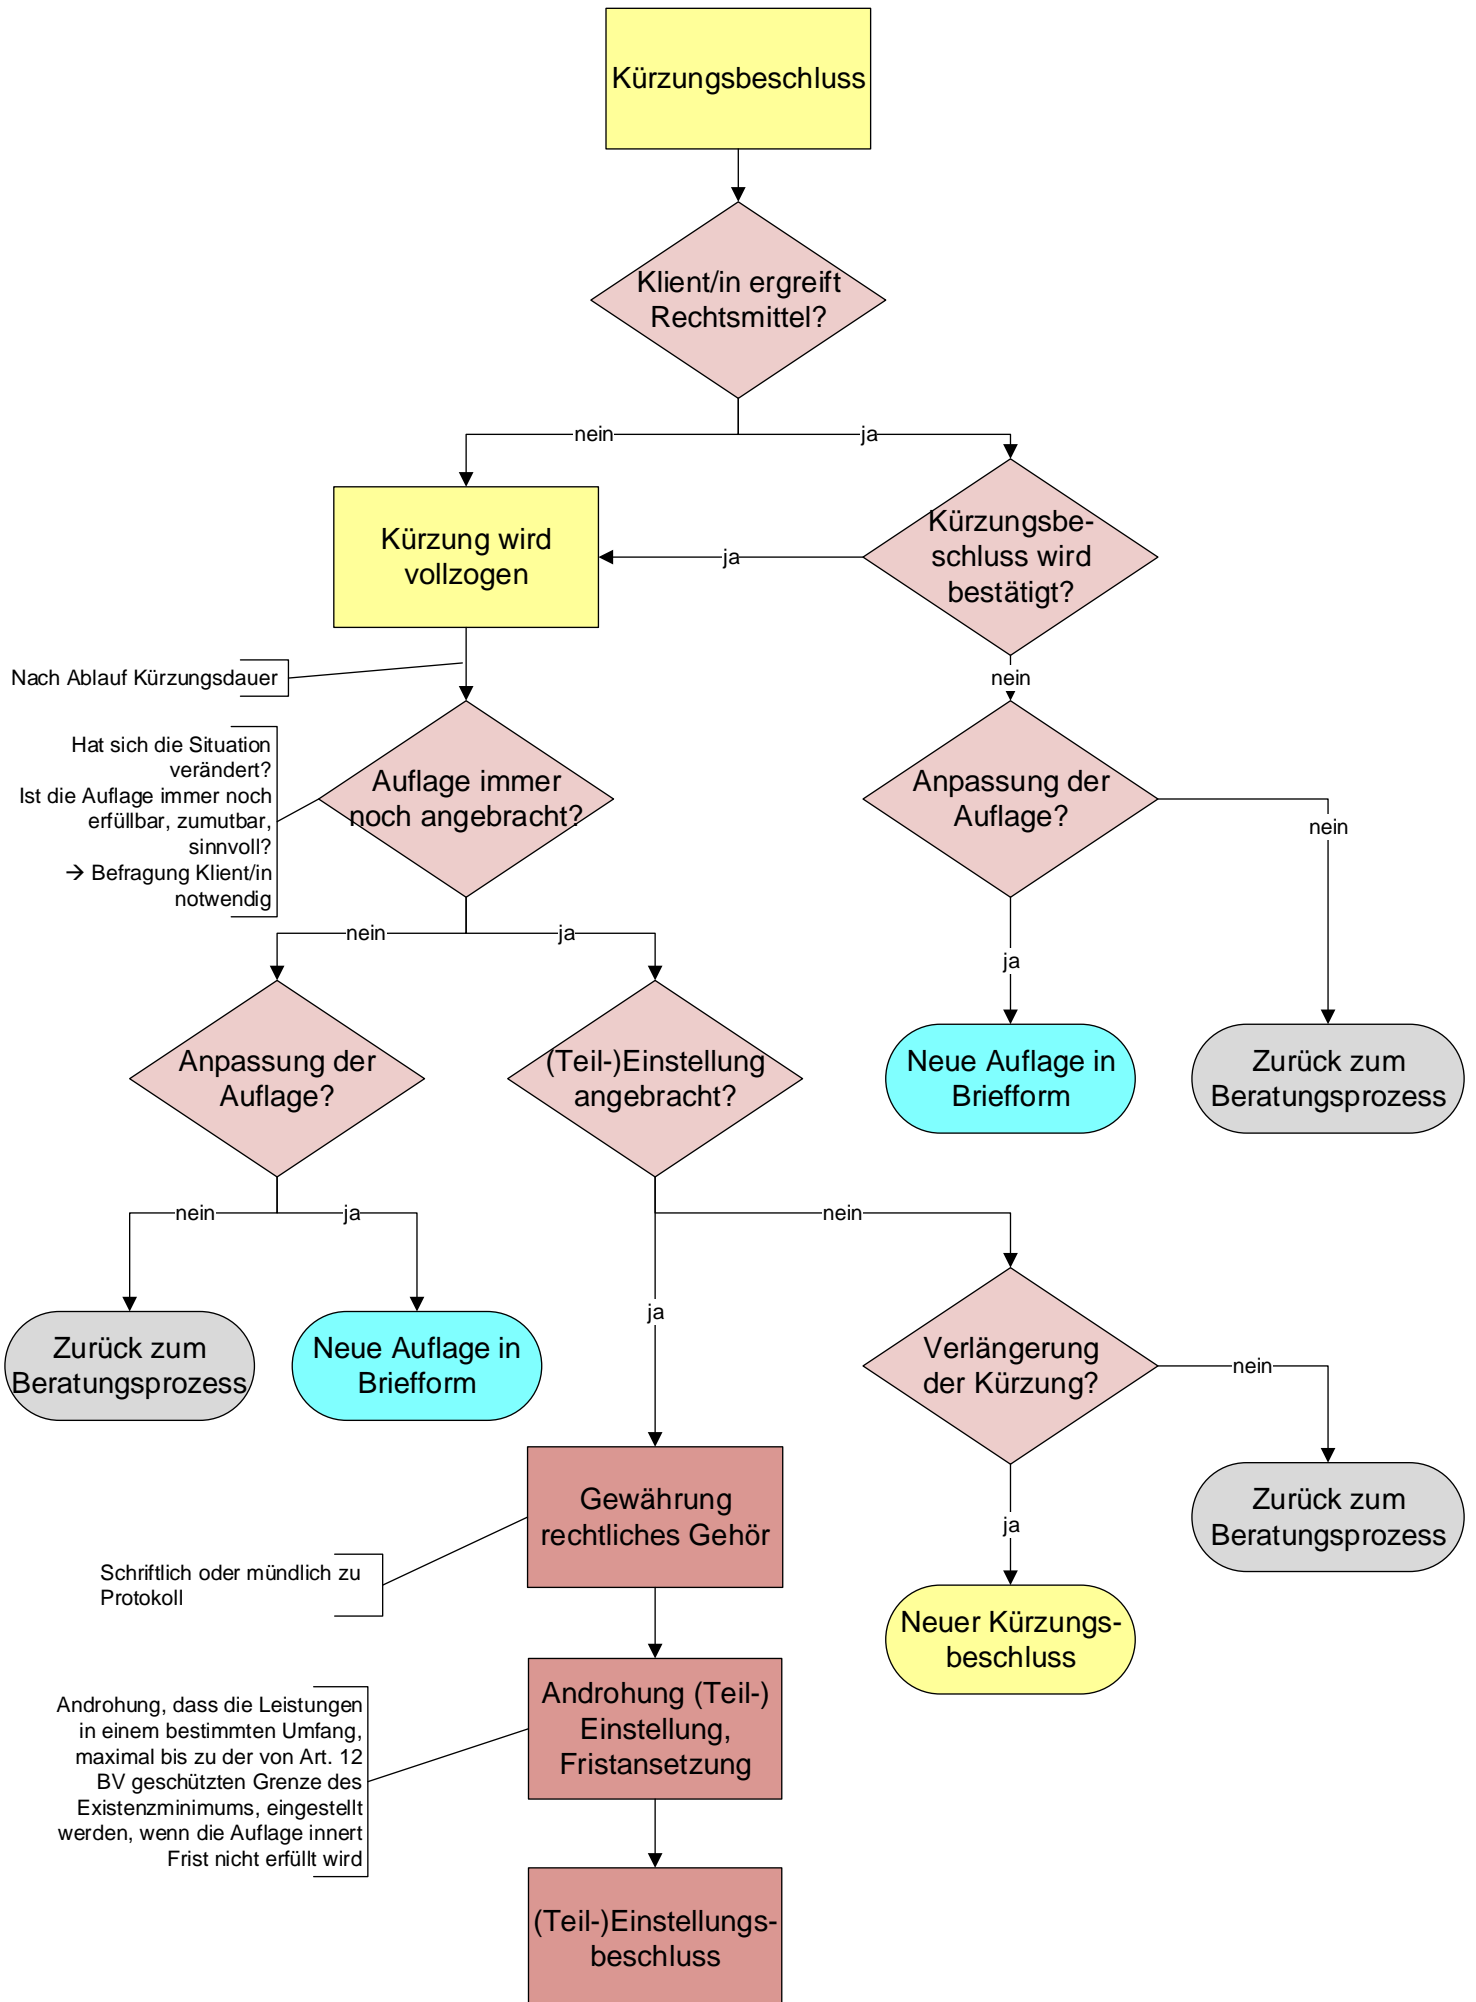 Kürzungsbeschluss
Klient/in ergreift
Rechtsmittel?
nein
ja
Kürzung wird
vollzogen
ja
Kürzungsbe-
schluss wird
bestätigt?
Nach Ablauf Kürzungsdauer
nein
Hat sich die Situation
verändert?
Ist die Auflage immer noch
erfüllbar, zumutbar,
sinnvoll?
→ Befragung Klient/in
notwendig
Auflage immer
noch angebracht?
Anpassung der
Auflage?
nein
nein
ja
ja
Anpassung der
Auflage?
(Teil-)Einstellung
angebracht?
Neue Auflage in
Briefform
Zurück zum
Beratungsprozess
nein
ja
nein
ja
Zurück zum
Beratungsprozess
Neue Auflage in
Briefform
Verlängerung
der Kürzung?
nein
Gewährung
rechtliches Gehör
ja
Zurück zum
Beratungsprozess
Schriftlich oder mündlich zu
Protokoll
Neuer Kürzungs-
beschluss
Androhung, dass die Leistungen
in einem bestimmten Umfang,
maximal bis zu der von Art. 12
BV geschützten Grenze des
Existenzminimums, eingestellt
werden, wenn die Auflage innert
Frist nicht erfüllt wird
Androhung (Teil-)
Einstellung,
Fristansetzung
(Teil-)Einstellungs-
beschluss